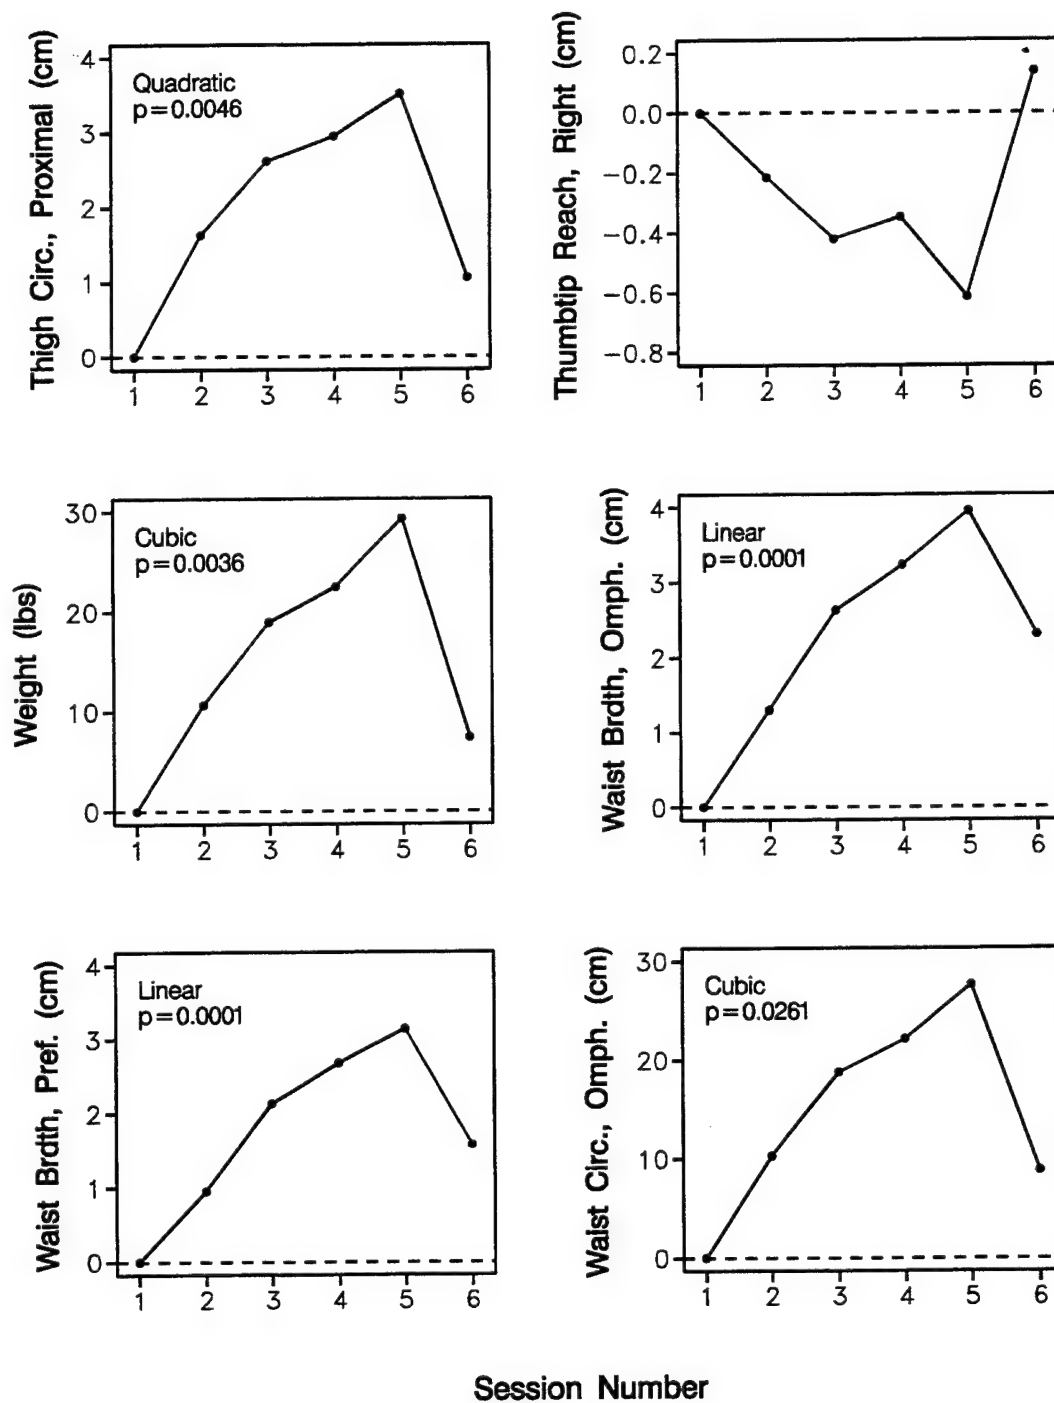 Thigh Circ., Proximal (cm)
4
3
2
1
0
Quadratic
p=0.0046
1 2 3 4 5 6
Thumbtip Reach, Right (cm)
0.2
0.0
−0.2
−0.4
−0.6
−0.8
1 2 3 4 5 6
Weight (lbs)
30
20
10
0
Cubic
p=0.0036
1 2 3 4 5 6
Waist Brdth, Omph. (cm)
4
3
2
1
0
Linear
p=0.0001
1 2 3 4 5 6
Waist Brdth, Pref. (cm)
4
3
2
1
0
Linear
p=0.0001
1 2 3 4 5 6
Waist Circ., Omph. (cm)
30
20
10
0
Cubic
p=0.0261
1 2 3 4 5 6
Session Number